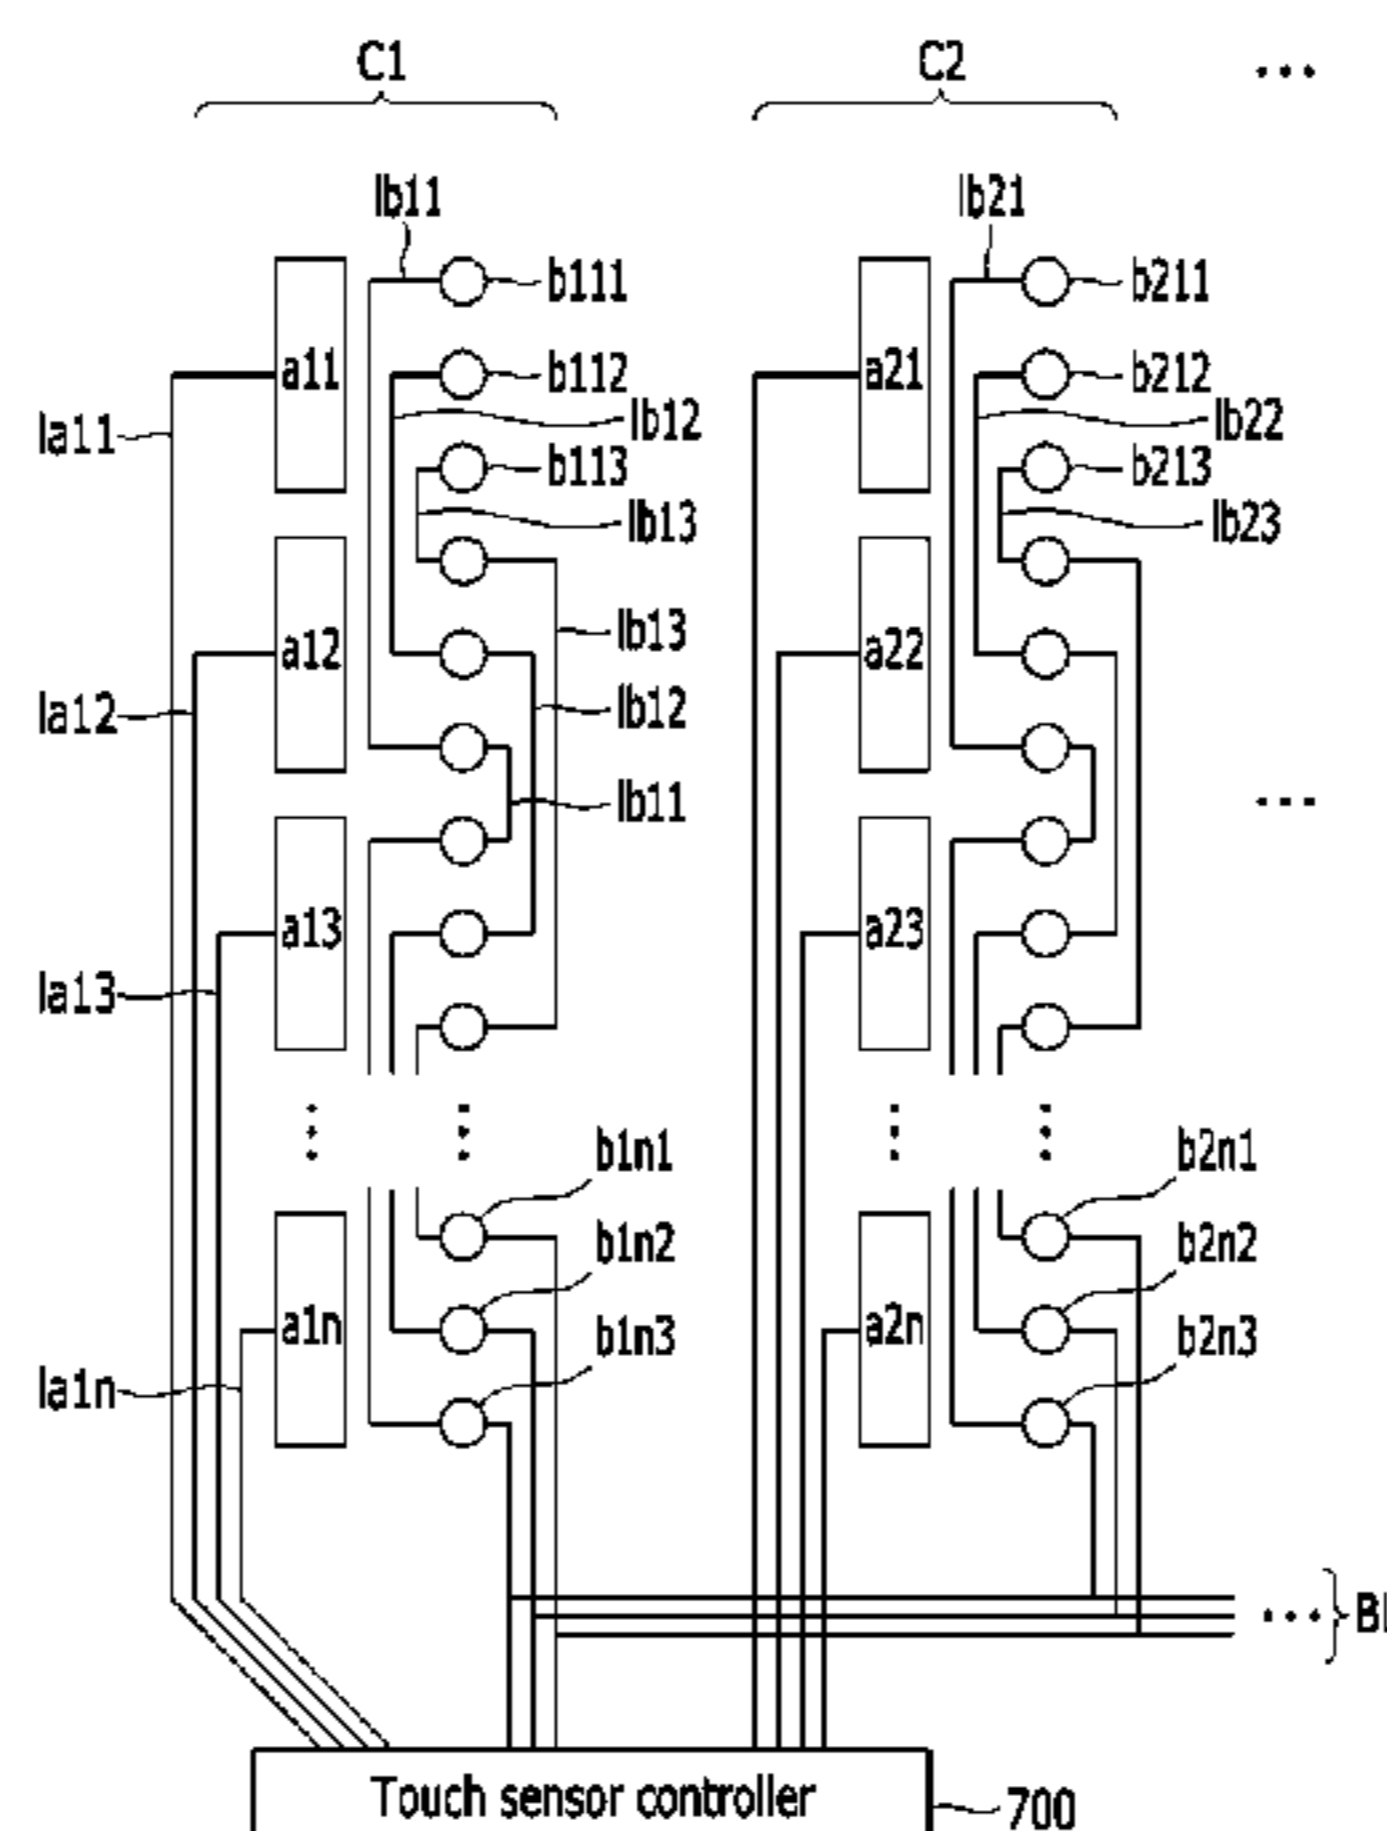 C1 C2 ...
lb11 lb21
b111 b211
a11 b112 a21 b212
la11 lb12 lb22
b113 b213
lb13 lb23
a12 lb13 a22
la12 lb12
lb11 ...
a13 a23
la13
b1n1 b2n1
b1n2 b2n2
a1n b1n3 a2n b2n3
la1n
...
Touch sensor controller 700